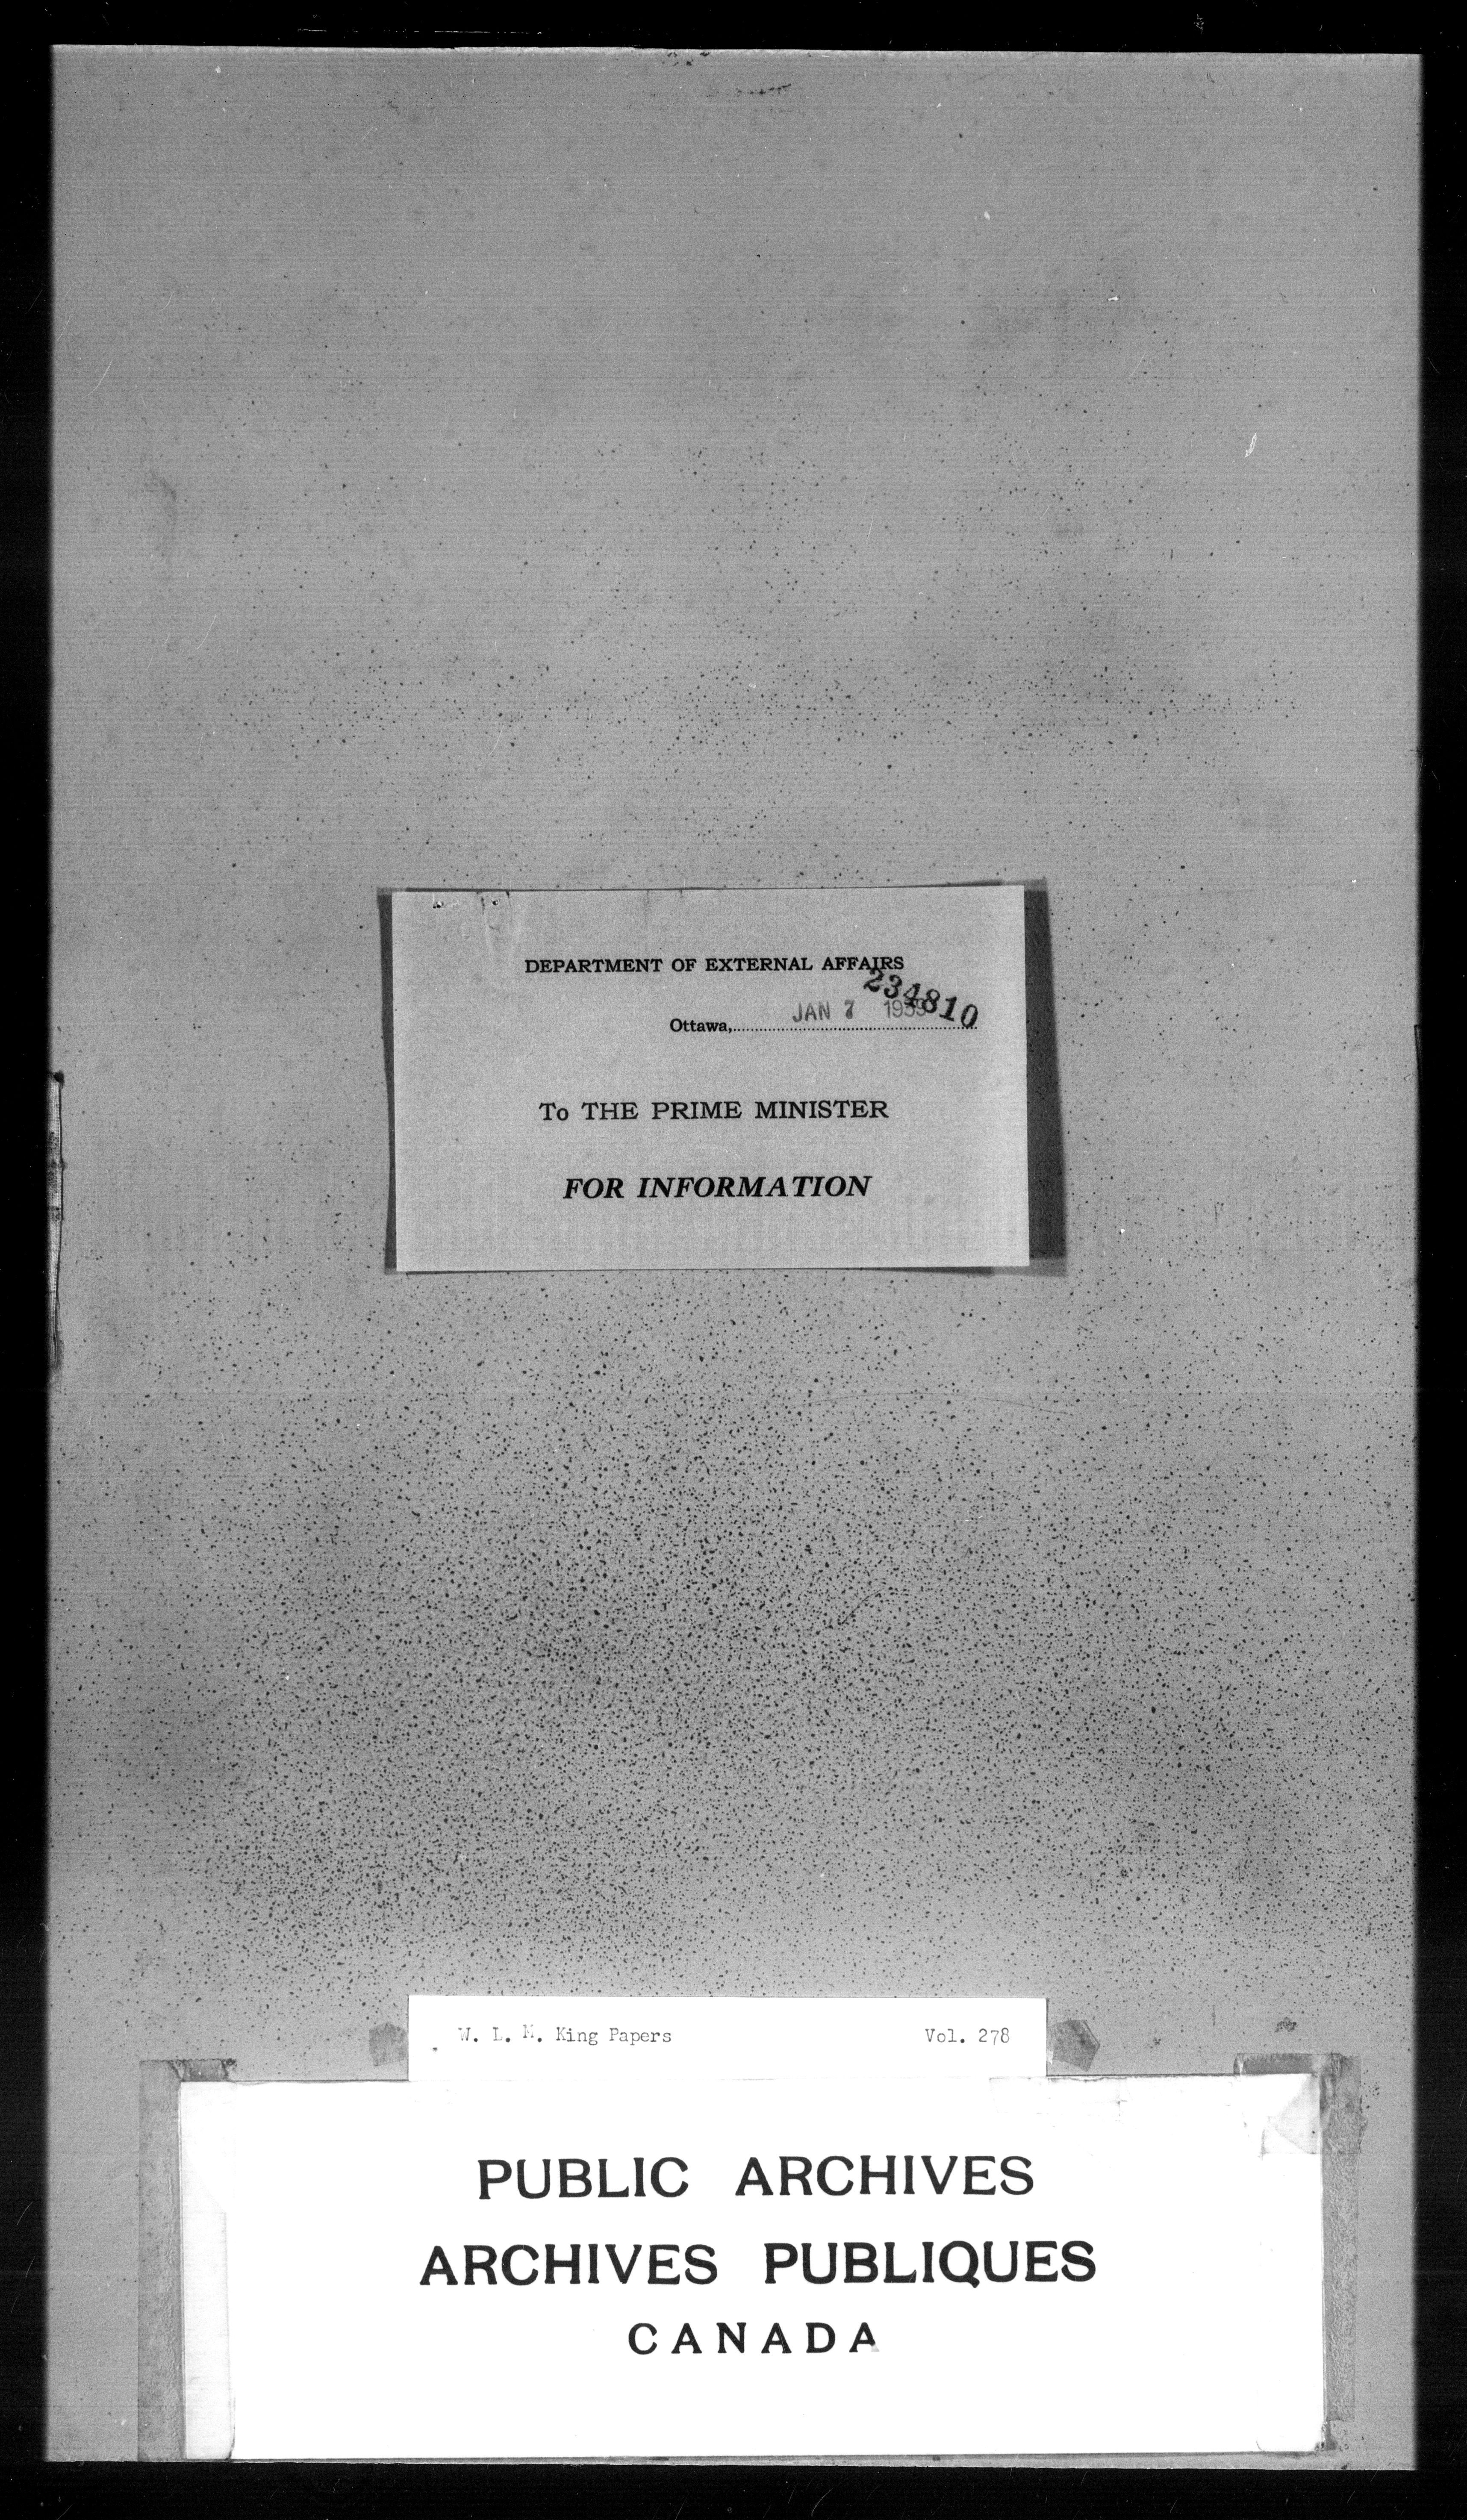 DEPARTMENT OF EXTERNAL AFFAIRS
234810
Ottawa, JAN 7 1939
To THE PRIME MINISTER
FOR INFORMATION
W. L. M. King Papers Vol. 278
PUBLIC ARCHIVES
ARCHIVES PUBLIQUES
CANADA